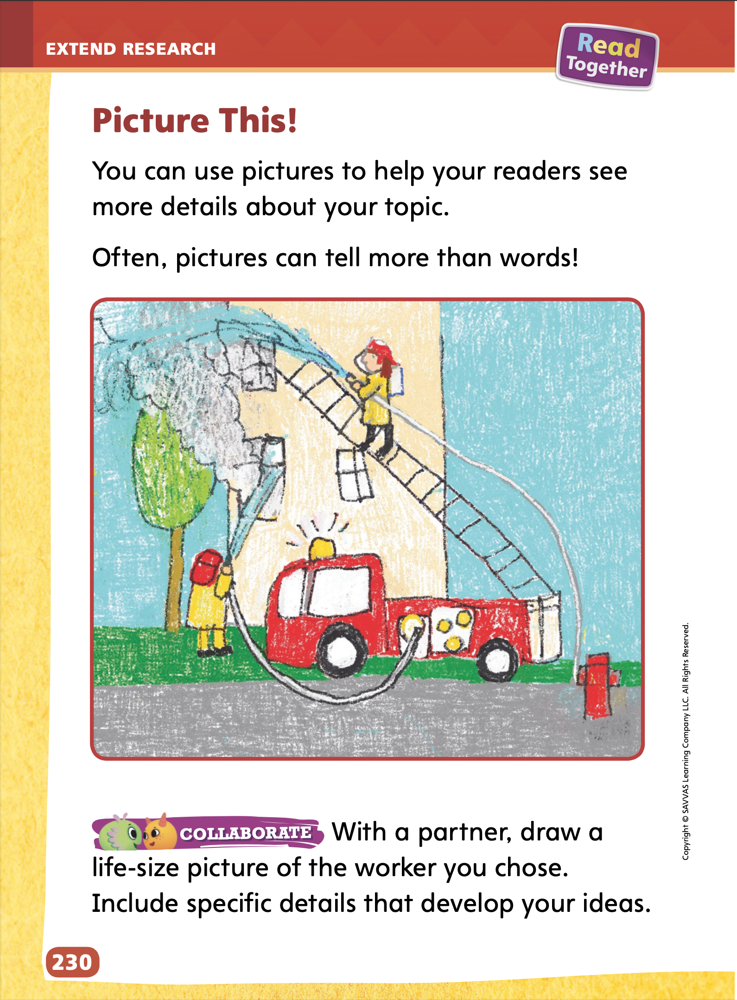 EXTEND RESEARCH
Read
Together
Picture This!
You can use pictures to help your readers see
more details about your topic.
Often, pictures can tell more than words!
COLLABORATE With a partner, draw a
life-size picture of the worker you chose.
Include specific details that develop your ideas.
Copyright © SAVVAS Learning Company LLC. All Rights Reserved.
230